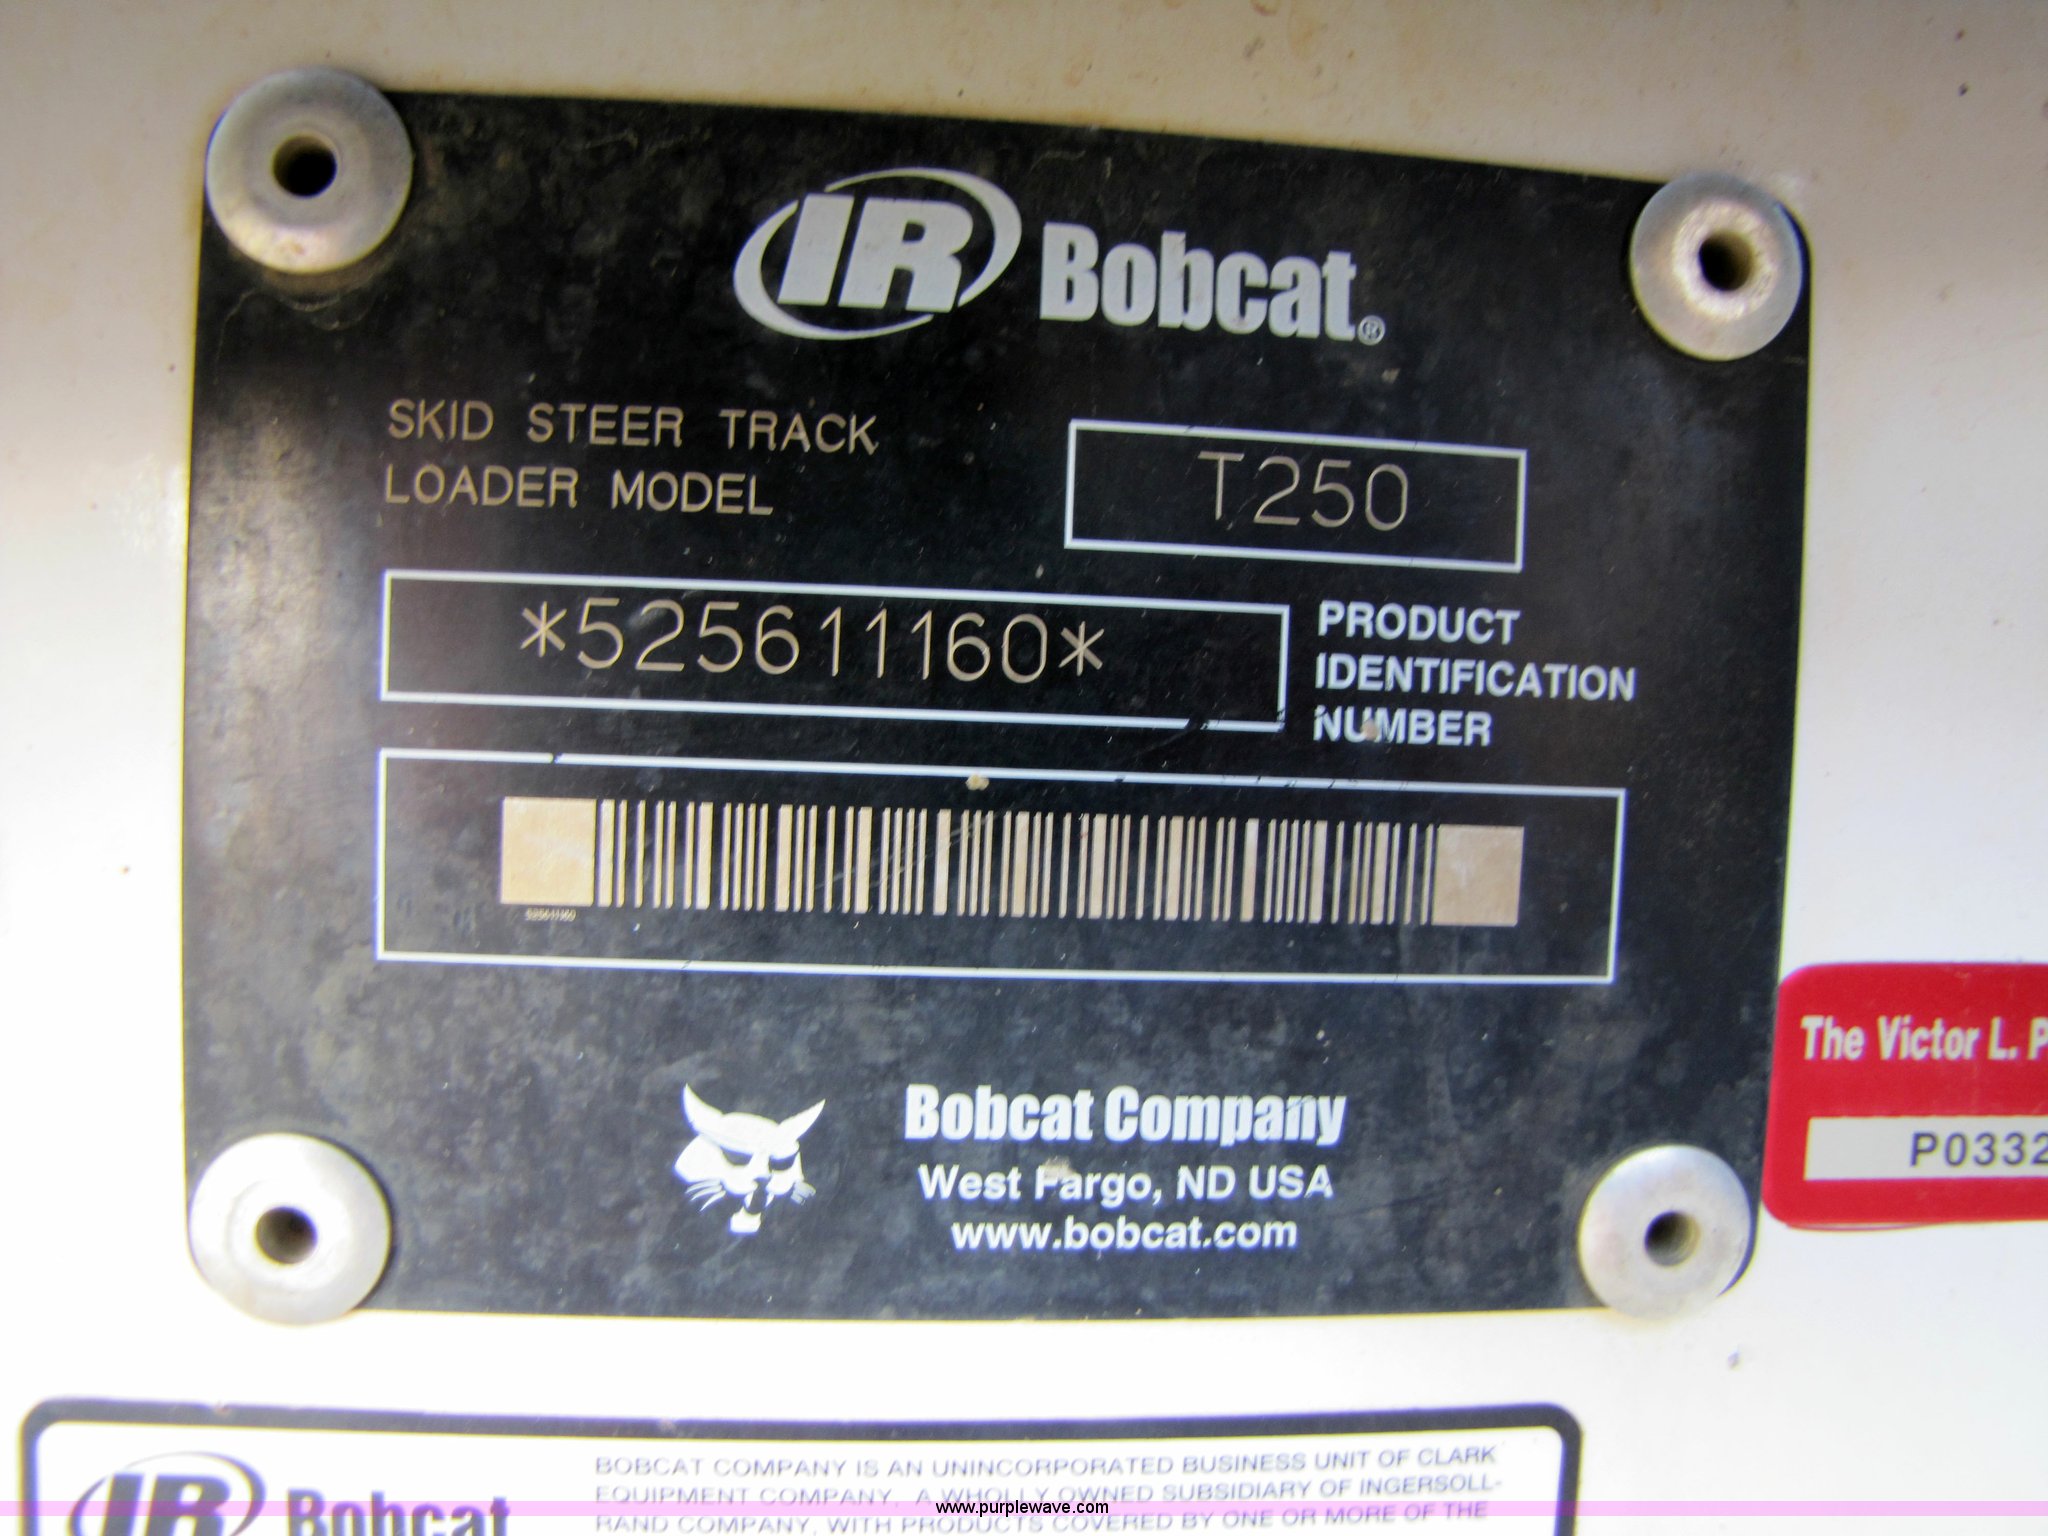 IR Bobcat®
SKID STEER TRACK
LOADER MODEL
T250
*525611160*
PRODUCT
IDENTIFICATION
NUMBER
525611160
Bobcat Company
West Fargo, ND USA
www.bobcat.com
The Victor L. P
P0332
IR Bobcat
BOBCAT COMPANY IS AN UNINCORPORATED BUSINESS UNIT OF CLARK
EQUIPMENT COMPANY, A WHOLLY OWNED SUBSIDIARY OF INGERSOLL-
RAND COMPANY, WITH PRODUCTS COVERED BY ONE OR MORE OF THE
www.purplewave.com